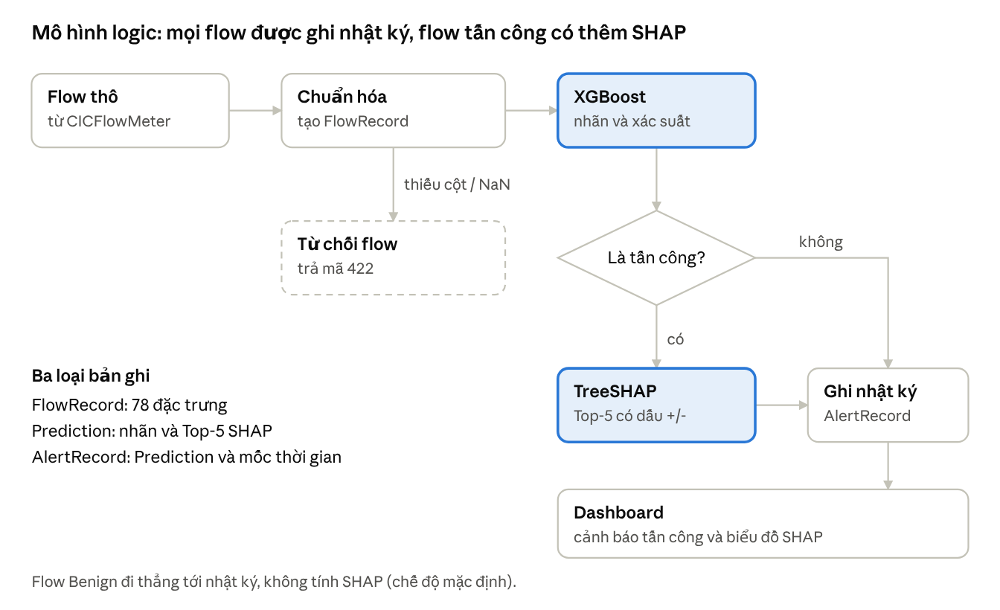 Mô hình logic: mọi flow được ghi nhật ký, flow tấn công có thêm SHAP
Flow thô
từ CICFlowMeter
Chuẩn hóa
tạo FlowRecord
XGBoost
nhãn và xác suất
thiếu cột / NaN
Từ chối flow
trả mã 422
Là tấn công?
không
có
Ba loại bản ghi
FlowRecord: 78 đặc trưng
Prediction: nhãn và Top-5 SHAP
AlertRecord: Prediction và mốc thời gian
TreeSHAP
Top-5 có dấu +/-
Ghi nhật ký
AlertRecord
Dashboard
cảnh báo tấn công và biểu đồ SHAP
Flow Benign đi thẳng tới nhật ký, không tính SHAP (chế độ mặc định).